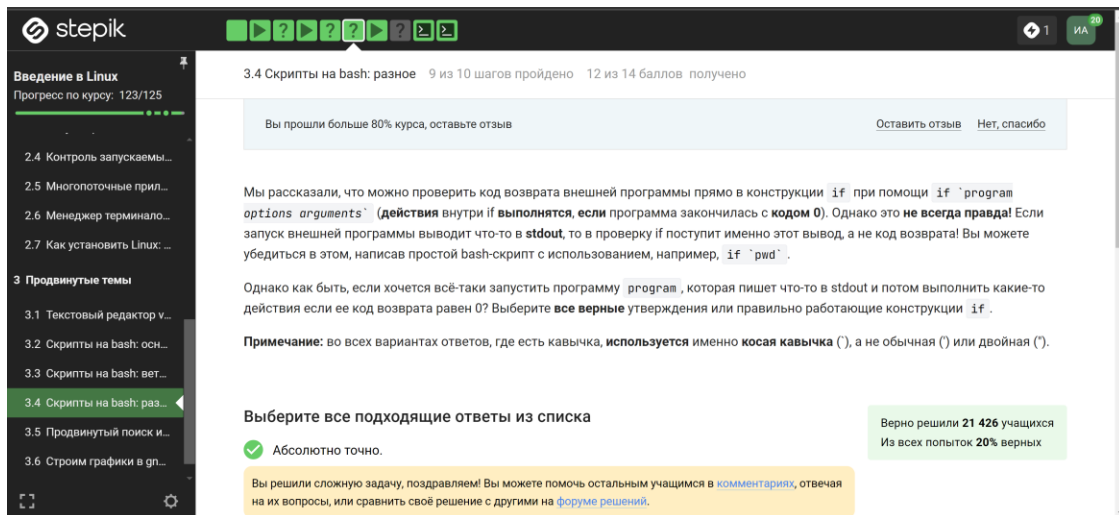 stepik
1
ИА
20
Введение в Linux
Прогресс по курсу: 123/125
2.4 Контроль запускаемы...
2.5 Многопоточные прил...
2.6 Менеджер терминало...
2.7 Как установить Linux: ...
3 Продвинутые темы
3.1 Текстовый редактор v...
3.2 Скрипты на bash: осн...
3.3 Скрипты на bash: вет...
3.4 Скрипты на bash: раз...
3.5 Продвинутый поиск и...
3.6 Строим графики в gn...
3.4 Скрипты на bash: разное 9 из 10 шагов пройдено 12 из 14 баллов получено
Вы прошли больше 80% курса, оставьте отзыв Оставить отзыв Нет, спасибо
Мы рассказали, что можно проверить код возврата внешней программы прямо в конструкции if при помощи if `program
options arguments` (действия внутри if выполнятся, если программа закончилась с кодом 0). Однако это не всегда правда! Если
запуск внешней программы выводит что-то в stdout, то в проверку if поступит именно этот вывод, а не код возврата! Вы можете
убедиться в этом, написав простой bash-скрипт с использованием, например, if `pwd` .
Однако как быть, если хочется всё-таки запустить программу program , которая пишет что-то в stdout и потом выполнить какие-то
действия если ее код возврата равен 0? Выберите все верные утверждения или правильно работающие конструкции if .
Примечание: во всех вариантах ответов, где есть кавычка, используется именно косая кавычка (`), а не обычная (') или двойная (").
Выберите все подходящие ответы из списка
Абсолютно точно.
Верно решили 21 426 учащихся
Из всех попыток 20% верных
Вы решили сложную задачу, поздравляем! Вы можете помочь остальным учащимся в комментариях, отвечая
на их вопросы, или сравнить своё решение с другими на форуме решений.